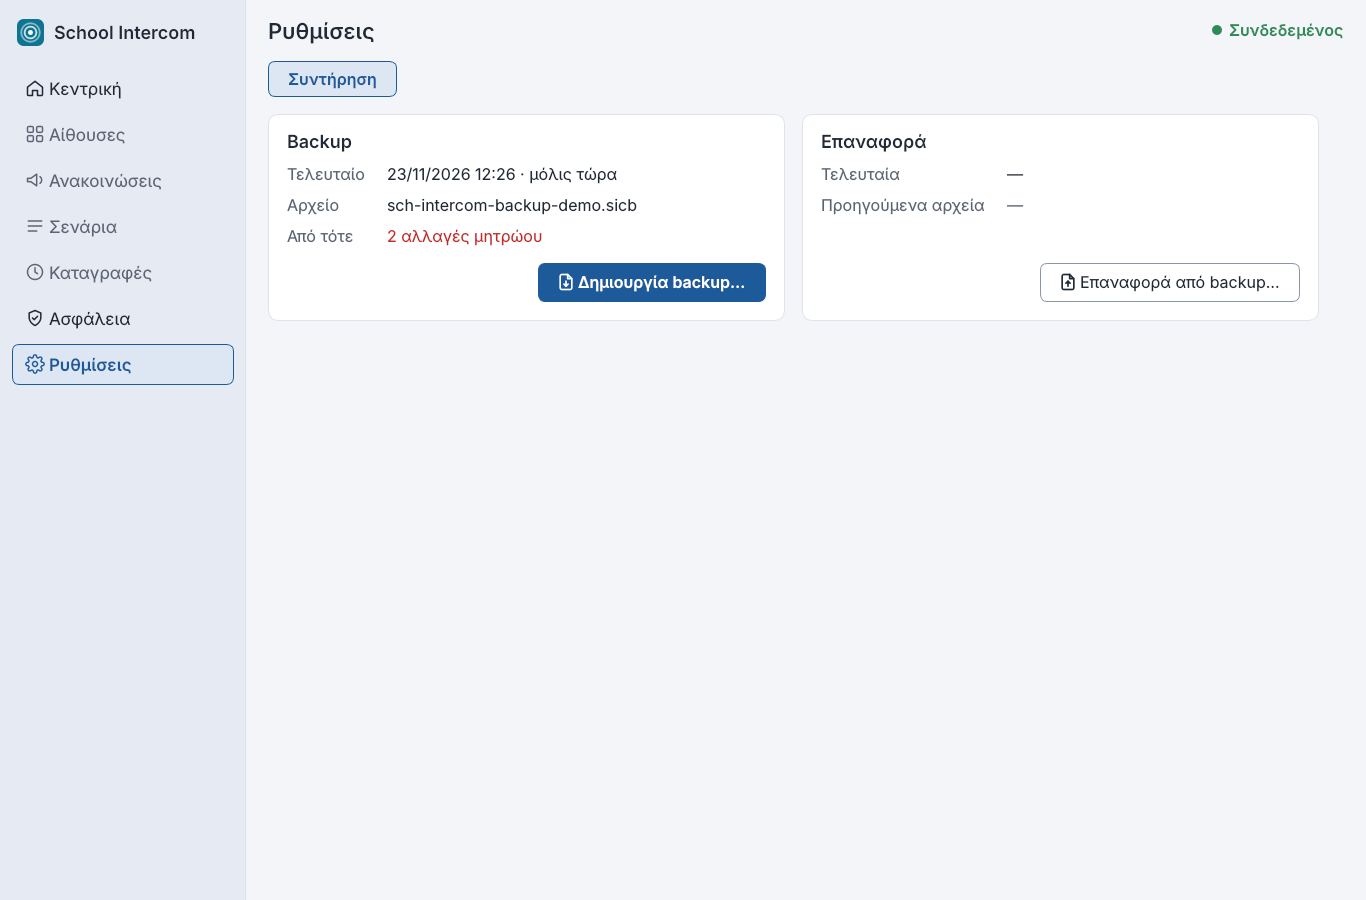 School Intercom
Κεντρική
Αίθουσες
Ανακοινώσεις
Σενάρια
Καταγραφές
Ασφάλεια
Ρυθμίσεις
Ρυθμίσεις
Συνδεδεμένος
Συντήρηση
Backup
Τελευταίο 23/11/2026 12:26 · μόλις τώρα
Αρχείο sch-intercom-backup-demo.sicb
Από τότε 2 αλλαγές μητρώου
Δημιουργία backup...
Επαναφορά
Τελευταία —
Προηγούμενα αρχεία —
Επαναφορά από backup...